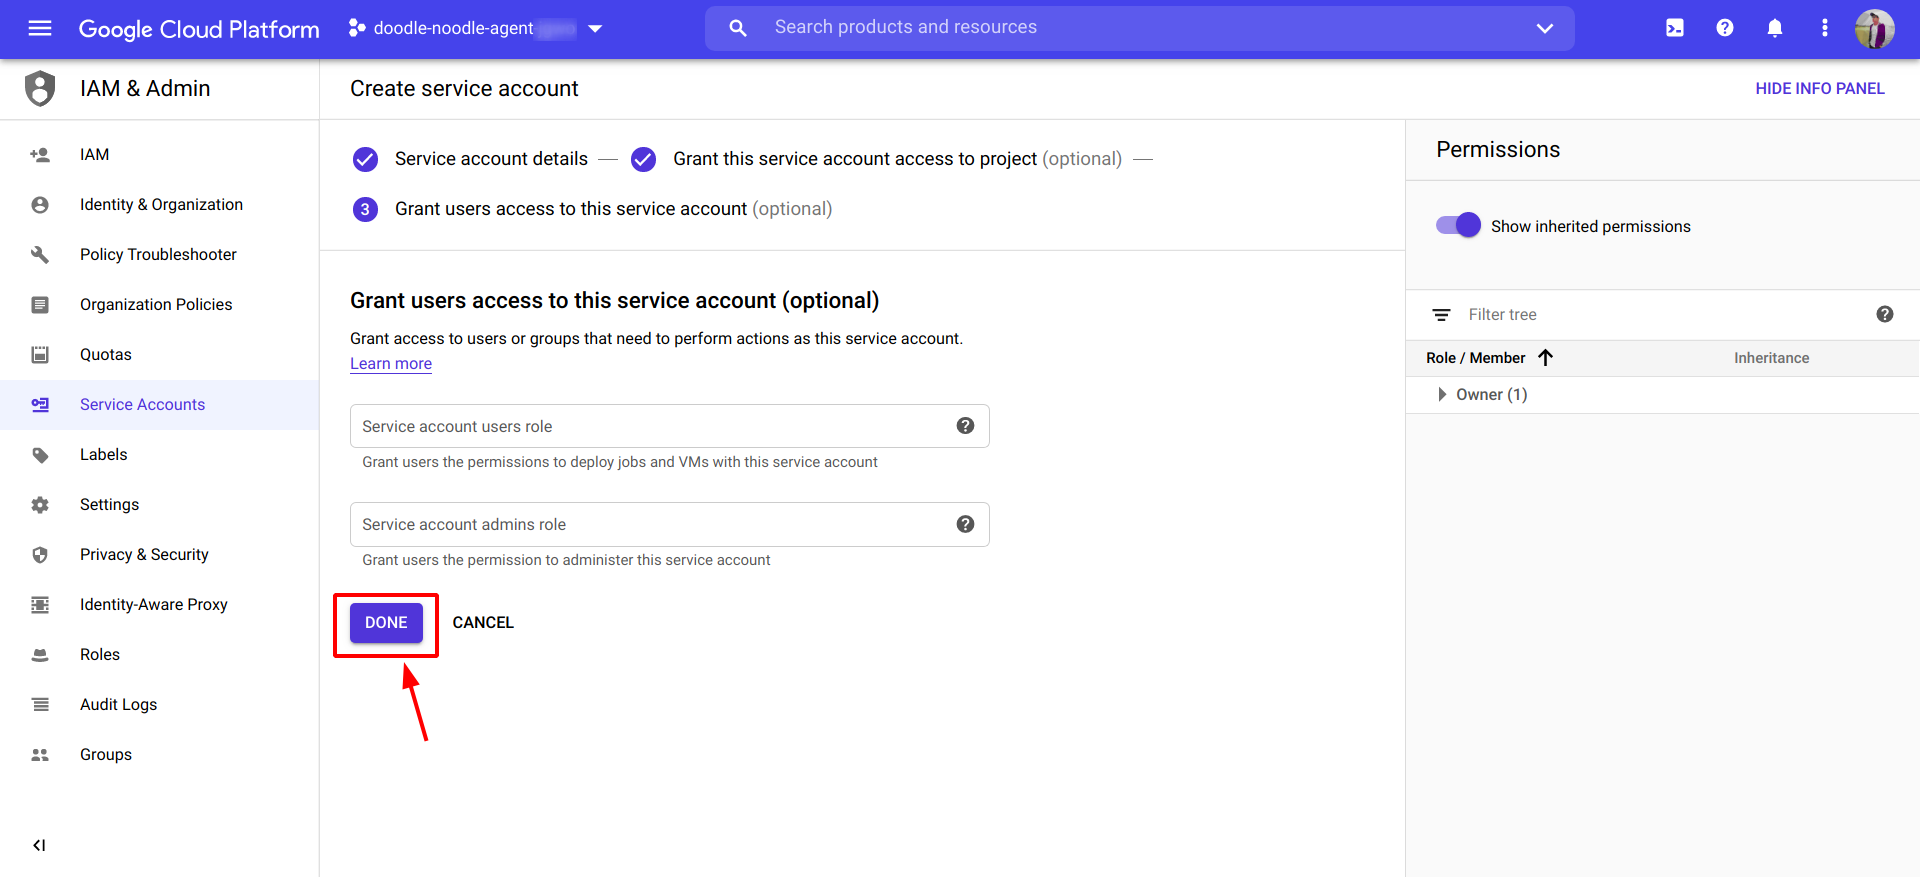 Google Cloud Platform
doodle-noodle-agent
Search products and resources
IAM & Admin
Create service account
HIDE INFO PANEL
IAM
Identity & Organization
Policy Troubleshooter
Organization Policies
Quotas
Service Accounts
Labels
Settings
Privacy & Security
Identity-Aware Proxy
Roles
Audit Logs
Groups
Service account details
Grant this service account access to project (optional)
3 Grant users access to this service account (optional)
Grant users access to this service account (optional)
Grant access to users or groups that need to perform actions as this service account.
Learn more
Service account users role
Grant users the permissions to deploy jobs and VMs with this service account
Service account admins role
Grant users the permission to administer this service account
DONE CANCEL
Permissions
Show inherited permissions
Filter tree
Role / Member Inheritance
Owner (1)